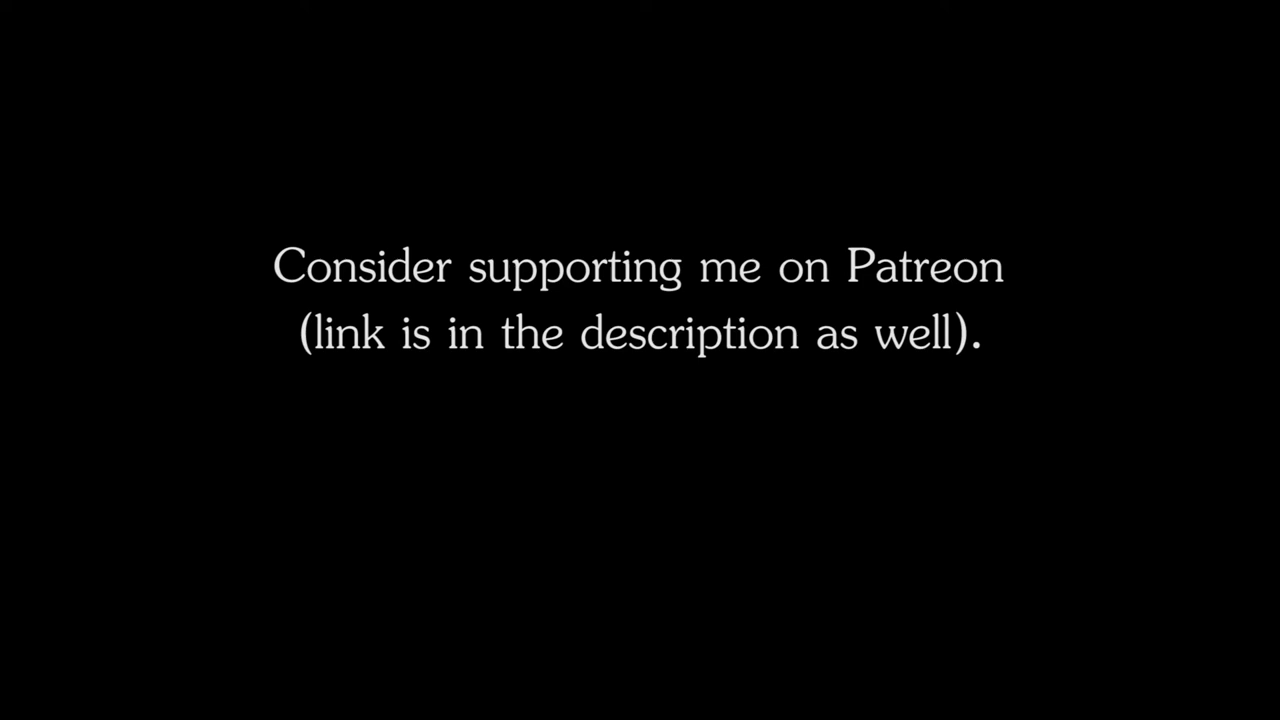 Consider supporting me on Patreon
(link is in the description as well).